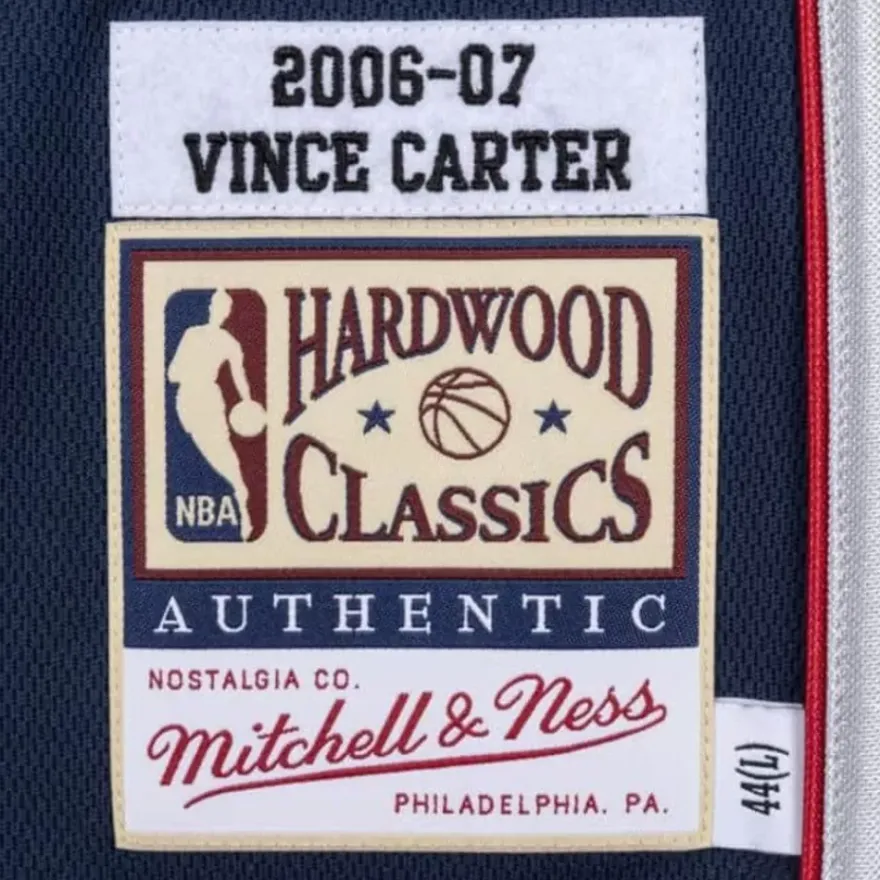 2006-07
VINCE CARTER
HARDWOOD
CLASSICS
NBA
AUTHENTIC
NOSTALGIA CO.
Mitchell & Ness
PHILADELPHIA. PA.
44(L)